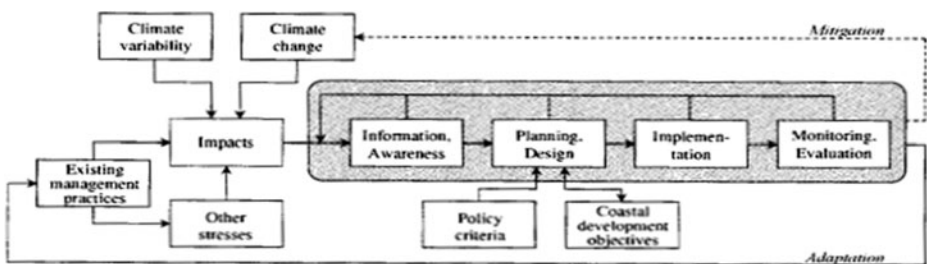 Climate
variability
Climate
change
Mitigation
Impacts
Information,
Awareness
Planning,
Design
Implemen-
tation
Monitoring,
Evaluation
Existing
management
practices
Other
stresses
Policy
criteria
Coastal
development
objectives
Adaptation